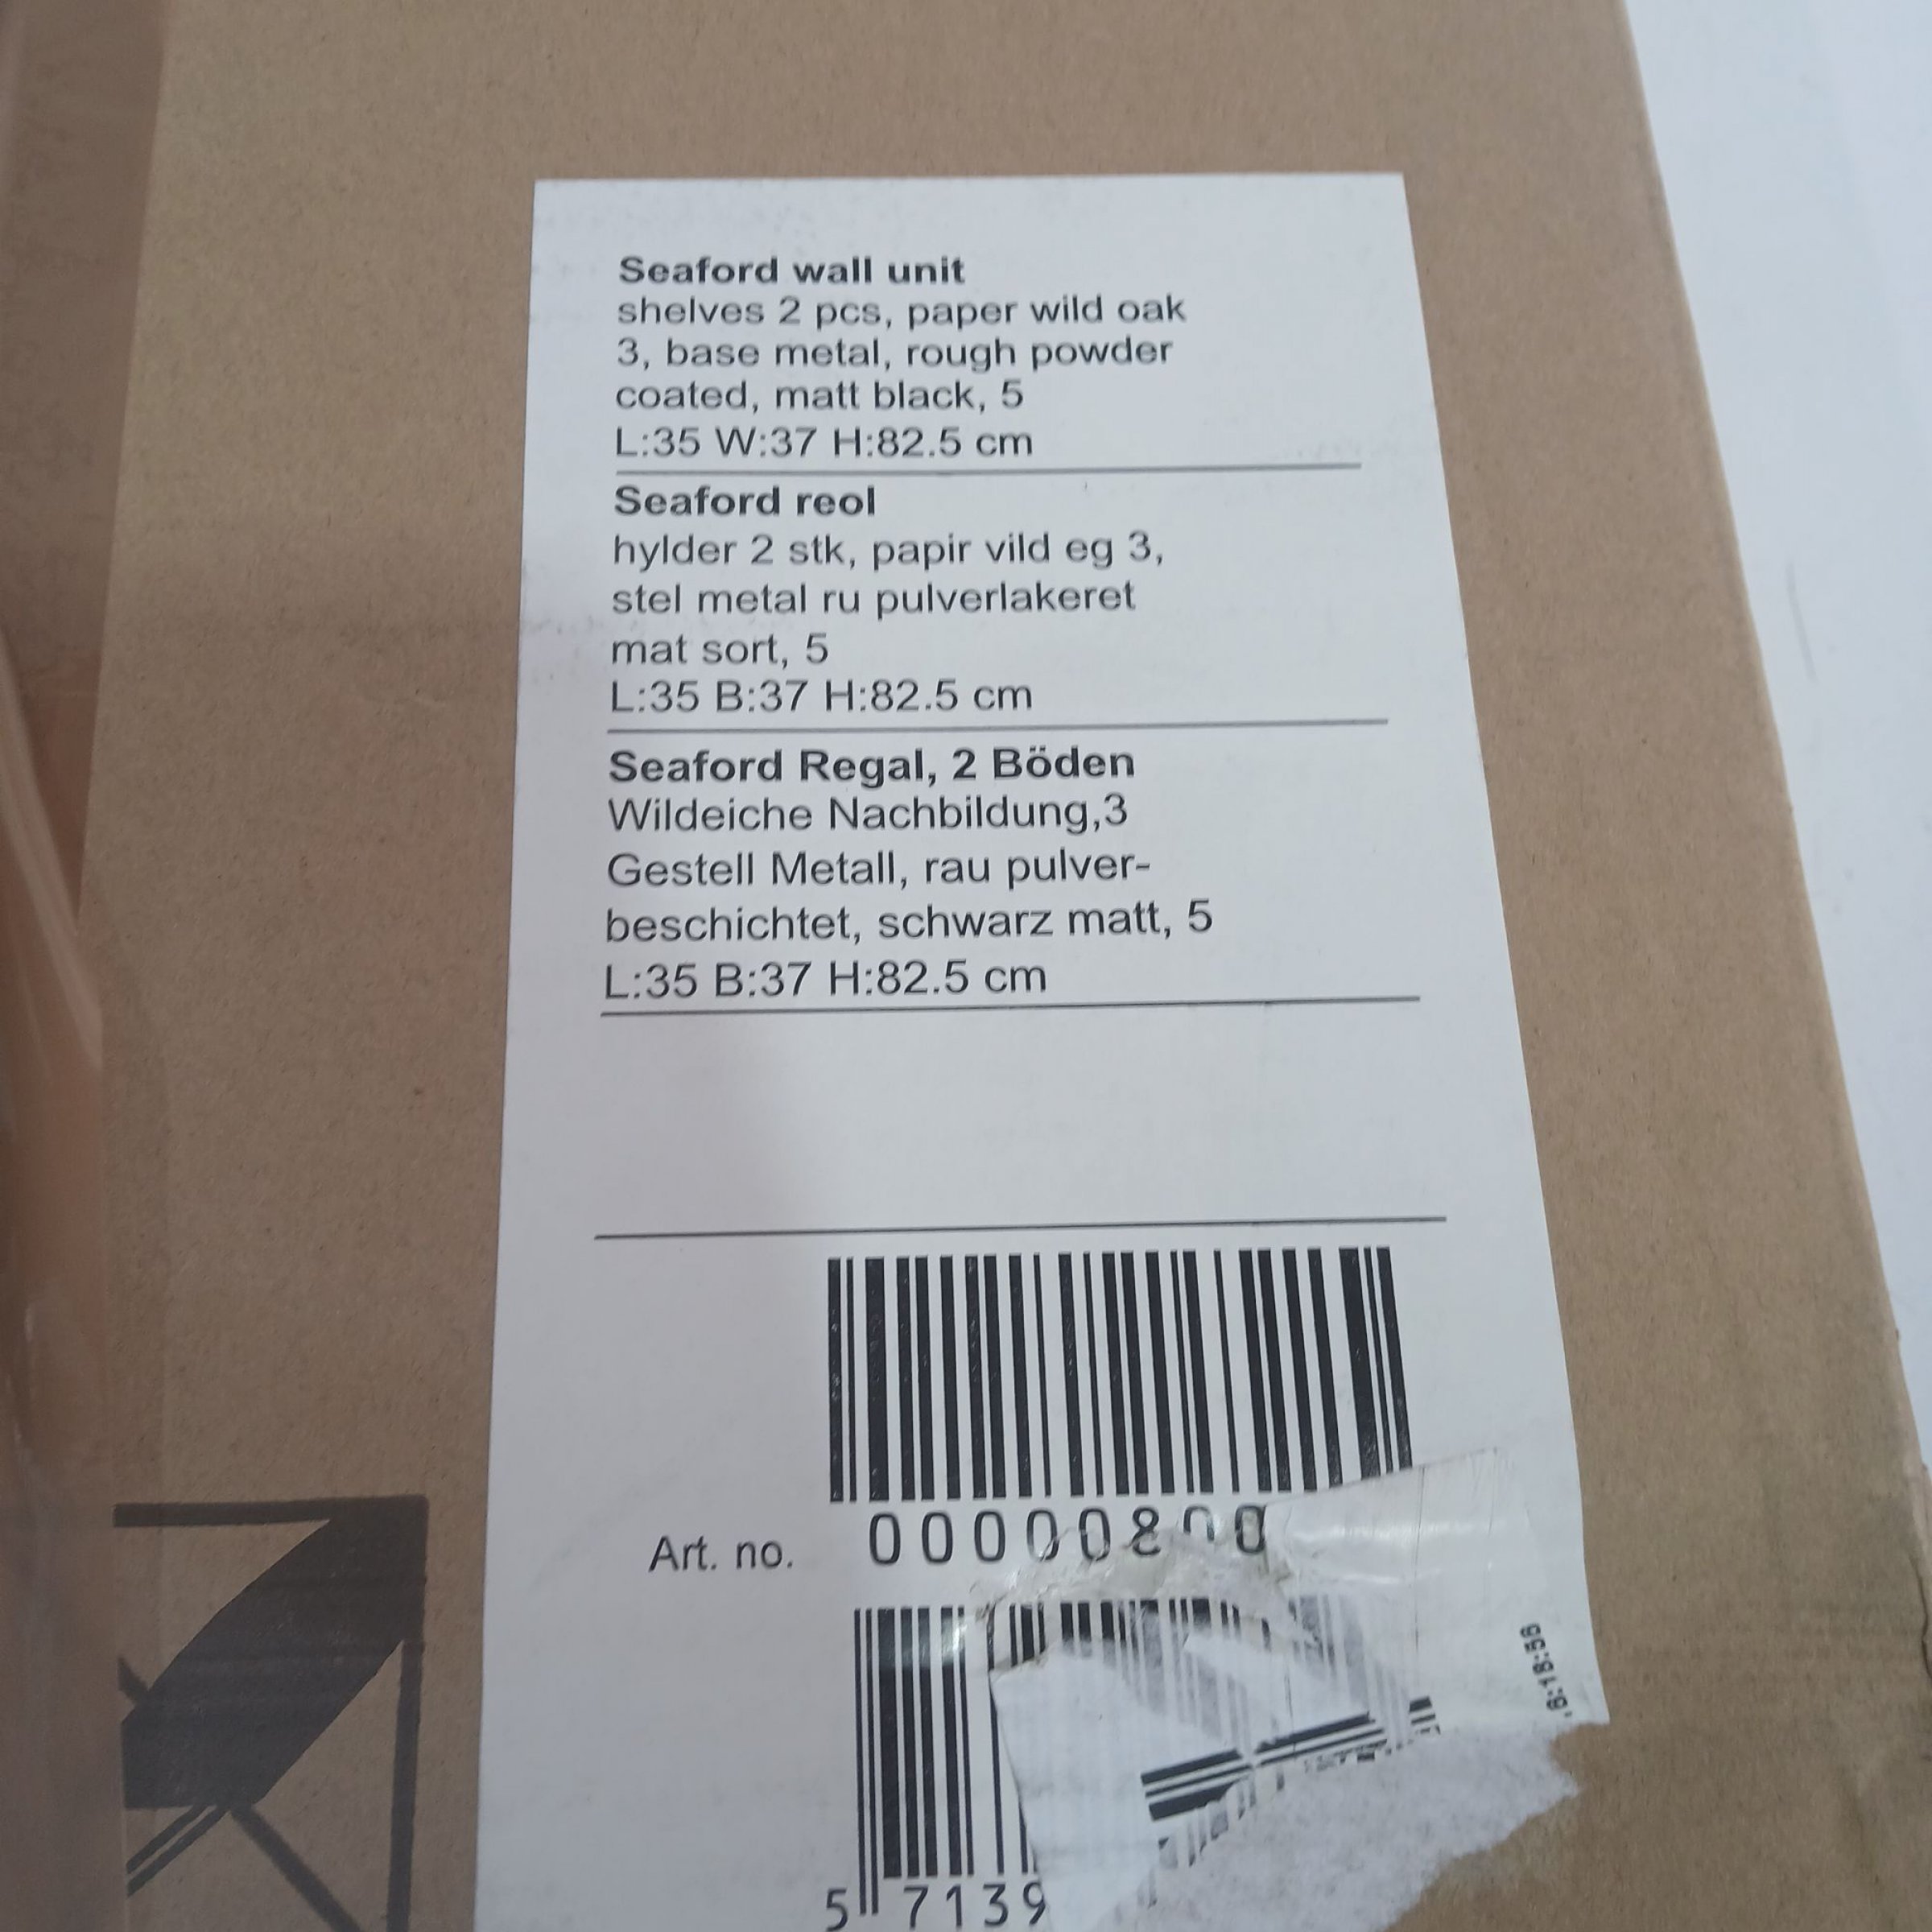 Seaford wall unit
shelves 2 pcs, paper wild oak
3, base metal, rough powder
coated, matt black, 5
L:35 W:37 H:82.5 cm
Seaford reol
hylder 2 stk, papir vild eg 3,
stel metal ru pulverlakeret
mat sort, 5
L:35 B:37 H:82.5 cm
Seaford Regal, 2 Böden
Wildeiche Nachbildung,3
Gestell Metall, rau pulver-
beschichtet, schwarz matt, 5
L:35 B:37 H:82.5 cm
Art. no.
5 7139